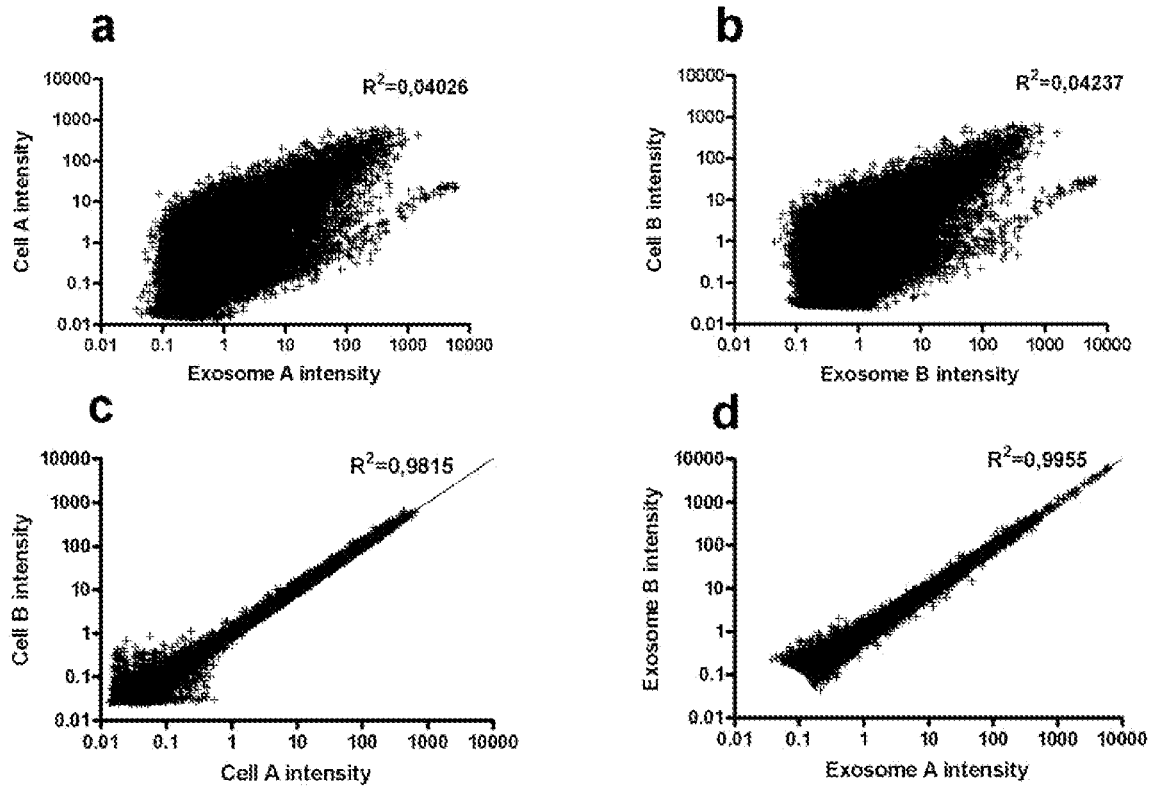 a
R²=0,04026
10000
1000
100
10
1
0.1
0.01
Cell A intensity
0.01 0.1 1 10 100 1000 10000
Exosome A intensity
b
R²=0,04237
10000
1000
100
10
1
0.1
0.01
Cell B intensity
0.01 0.1 1 10 100 1000 10000
Exosome B intensity
c
R²=0,9815
10000
1000
100
10
1
0.1
0.01
Cell B intensity
0.01 0.1 1 10 100 1000 10000
Cell A intensity
d
R²=0,9955
10000
1000
100
10
1
0.1
0.01
Exosome B intensity
0.01 0.1 1 10 100 1000 10000
Exosome A intensity